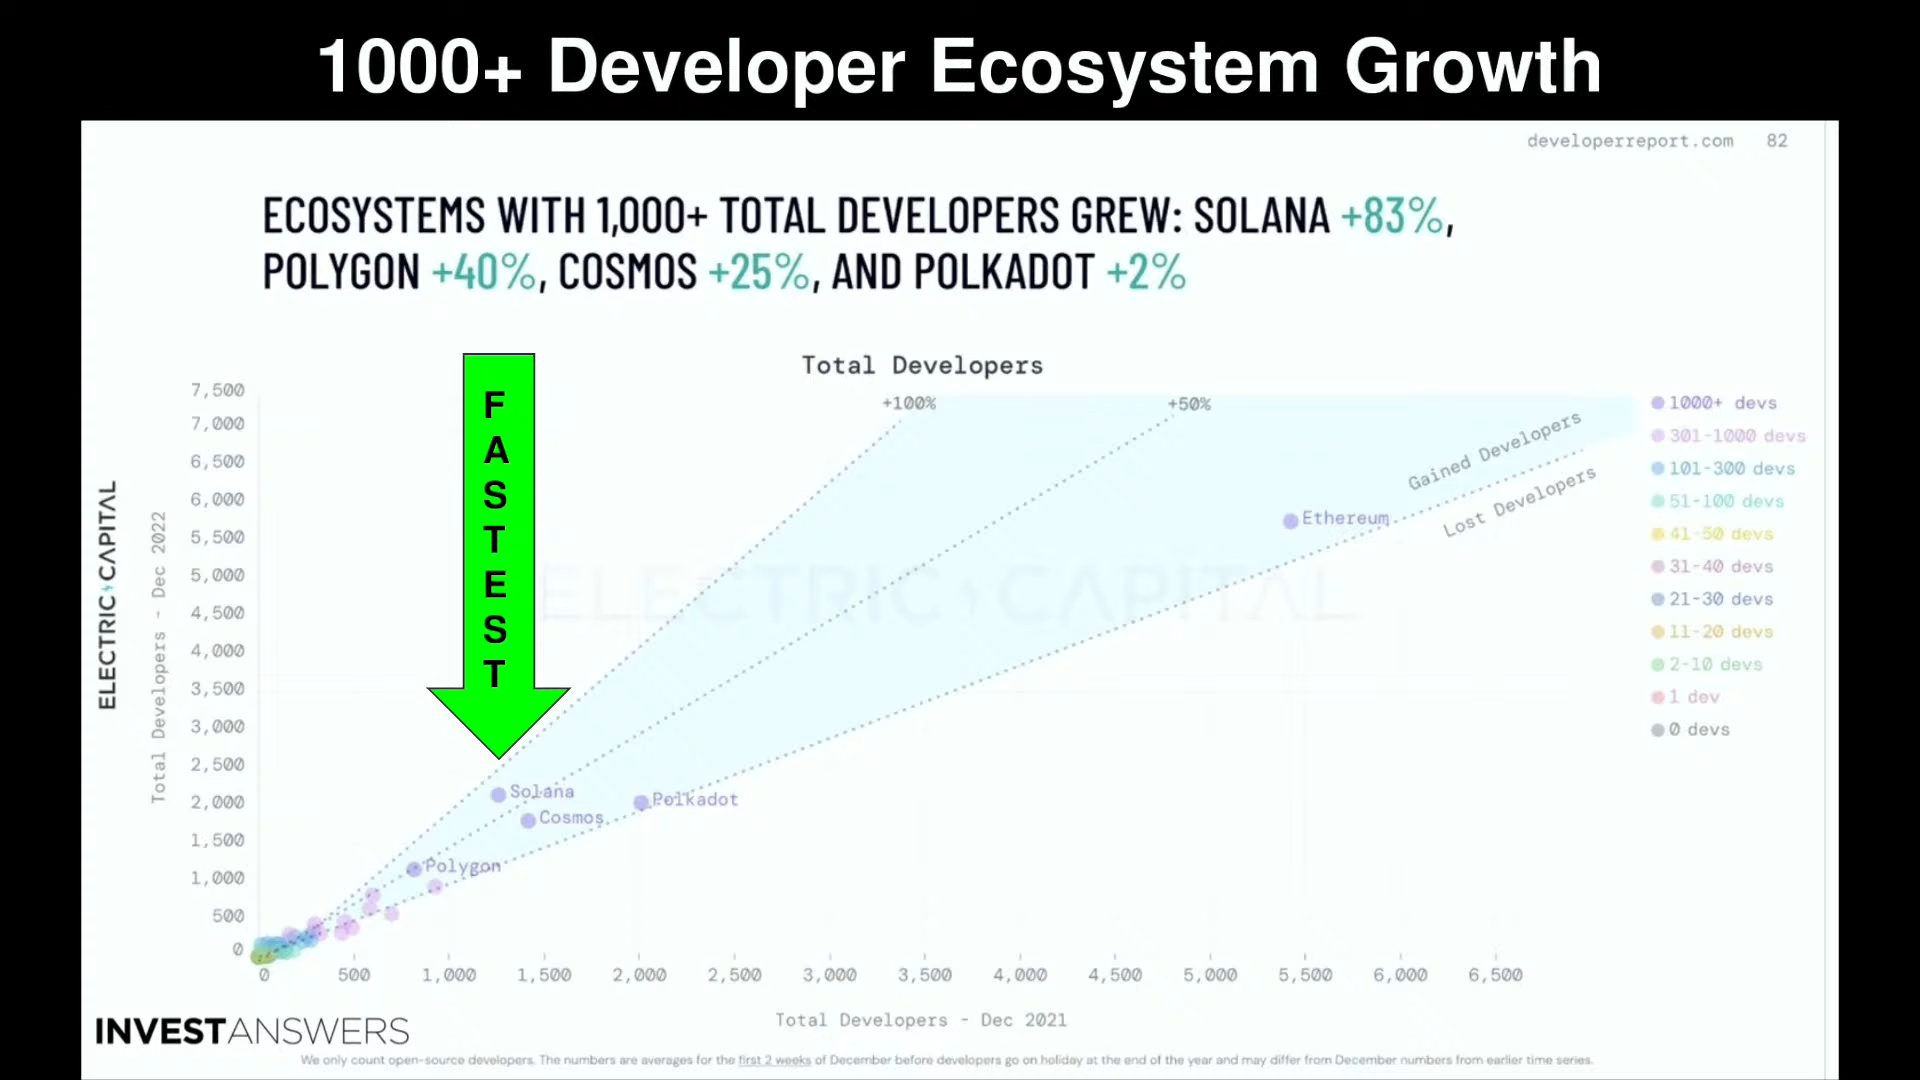 1000+ Developer Ecosystem Growth
developerreport.com 82
ECOSYSTEMS WITH 1,000+ TOTAL DEVELOPERS GREW: SOLANA +83%,
POLYGON +40%, COSMOS +25%, AND POLKADOT +2%
FASTEST
Total Developers
+100%
+50%
Gained Developers
Lost Developers
Ethereum
Solana
Cosmos
Polkadot
Polygon
ELECTRIC CAPITAL
ELECTRIC CAPITAL
Total Developers - Dec 2022
7,500
7,000
6,500
6,000
5,500
5,000
4,500
4,000
3,500
3,000
2,500
2,000
1,500
1,000
500
0
0 500 1,000 1,500 2,000 2,500 3,000 3,500 4,000 4,500 5,000 5,500 6,000 6,500
Total Developers - Dec 2021
1000+ devs
301-1000 devs
101-300 devs
51-100 devs
41-50 devs
31-40 devs
21-30 devs
11-20 devs
2-10 devs
1 dev
0 devs
INVESTANSWERS
We only count open-source developers. The numbers are averages for the first 2 weeks of December before developers go on holiday at the end of the year and may differ from December numbers from earlier time series.